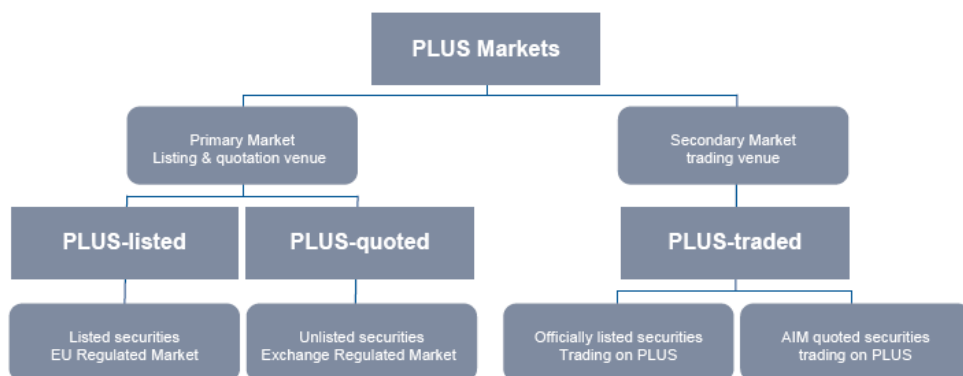 PLUS Markets
Primary Market
Listing & quotation venue
Secondary Market
trading venue
PLUS-listed
PLUS-quoted
PLUS-traded
Listed securities
EU Regulated Market
Unlisted securities
Exchange Regulated Market
Officially listed securities
Trading on PLUS
AIM quoted securities
trading on PLUS